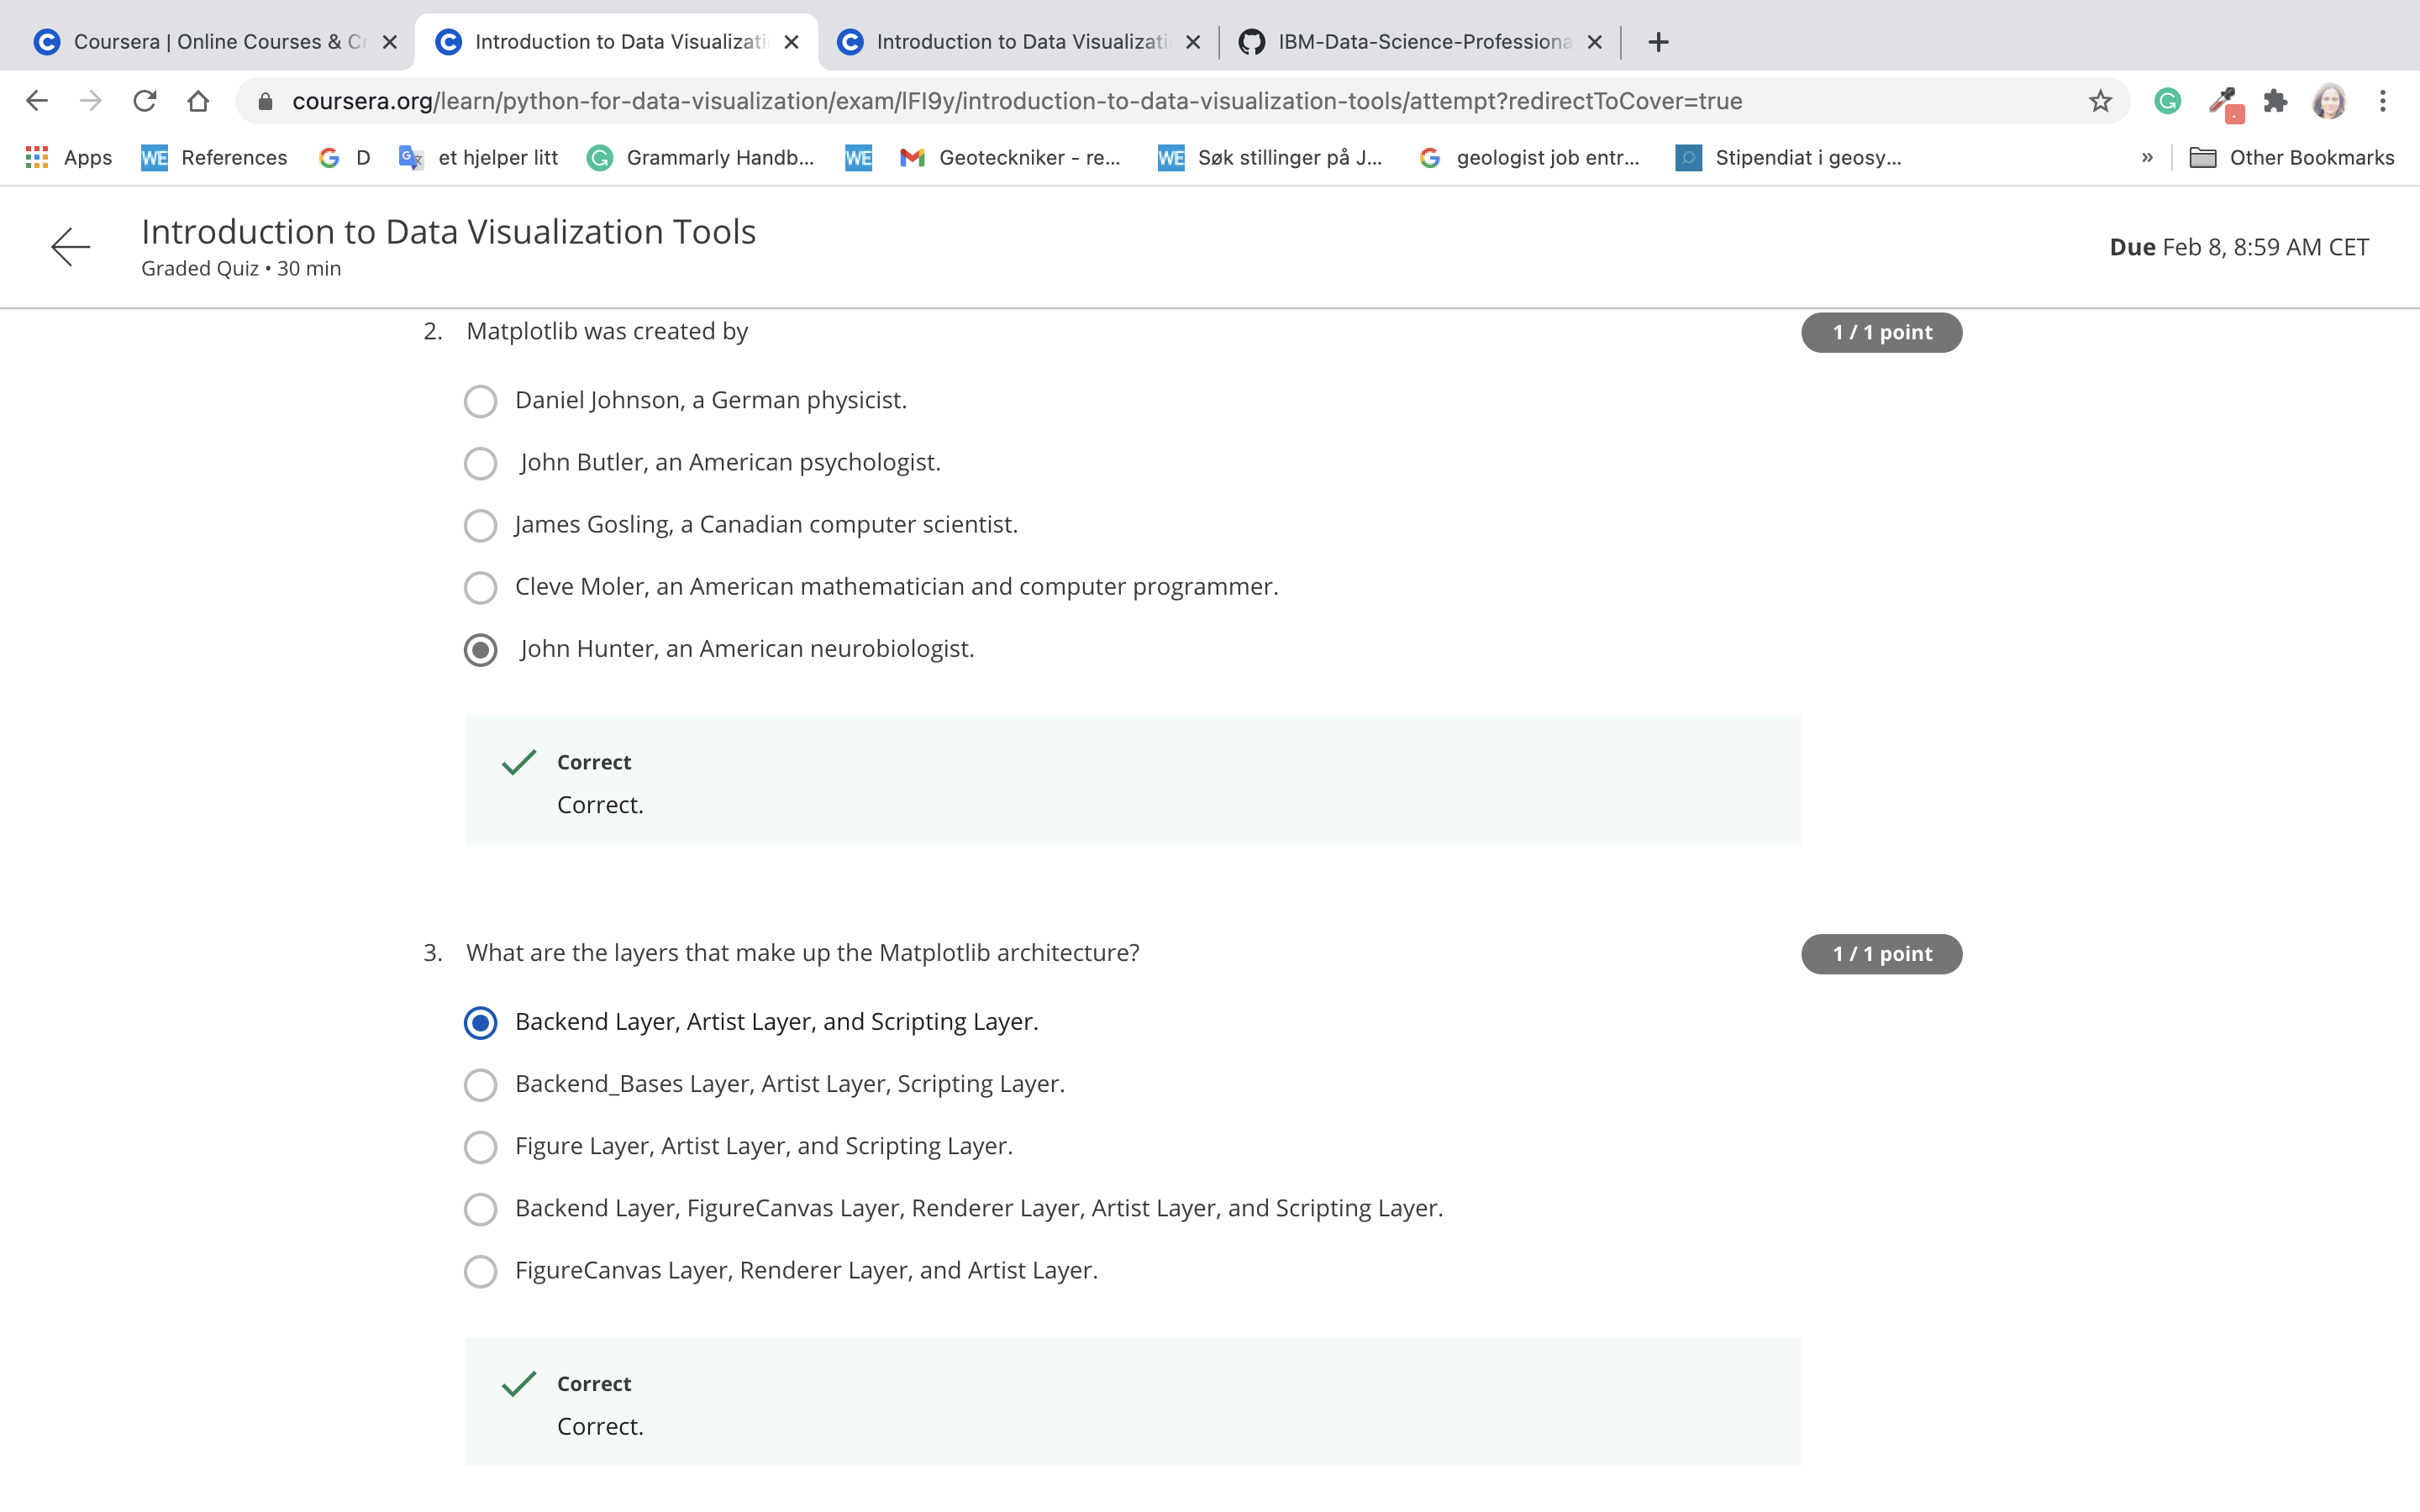 Coursera | Online Courses & Cr
Introduction to Data Visualizati
Introduction to Data Visualizati
IBM-Data-Science-Professiona
coursera.org/learn/python-for-data-visualization/exam/IFI9y/introduction-to-data-visualization-tools/attempt?redirectToCover=true
Apps WE References D et hjelper litt Grammarly Handb... WE Geoteckniker - re... WE Søk stillinger på J... geologist job entr... Stipendiat i geosy... » Other Bookmarks
Introduction to Data Visualization Tools
Graded Quiz • 30 min
Due Feb 8, 8:59 AM CET
2. Matplotlib was created by
1 / 1 point
Daniel Johnson, a German physicist.
John Butler, an American psychologist.
James Gosling, a Canadian computer scientist.
Cleve Moler, an American mathematician and computer programmer.
John Hunter, an American neurobiologist.
Correct
Correct.
3. What are the layers that make up the Matplotlib architecture?
1 / 1 point
Backend Layer, Artist Layer, and Scripting Layer.
Backend_Bases Layer, Artist Layer, Scripting Layer.
Figure Layer, Artist Layer, and Scripting Layer.
Backend Layer, FigureCanvas Layer, Renderer Layer, Artist Layer, and Scripting Layer.
FigureCanvas Layer, Renderer Layer, and Artist Layer.
Correct
Correct.